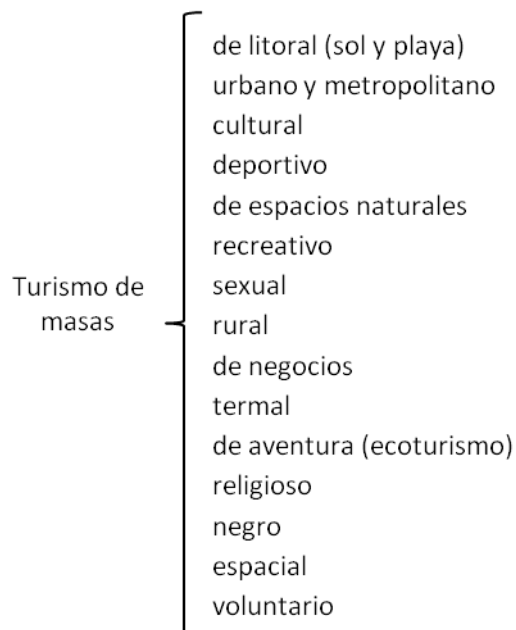 Turismo de
masas
de litoral (sol y playa)
urbano y metropolitano
cultural
deportivo
de espacios naturales
recreativo
sexual
rural
de negocios
termal
de aventura (ecoturismo)
religioso
negro
espacial
voluntario